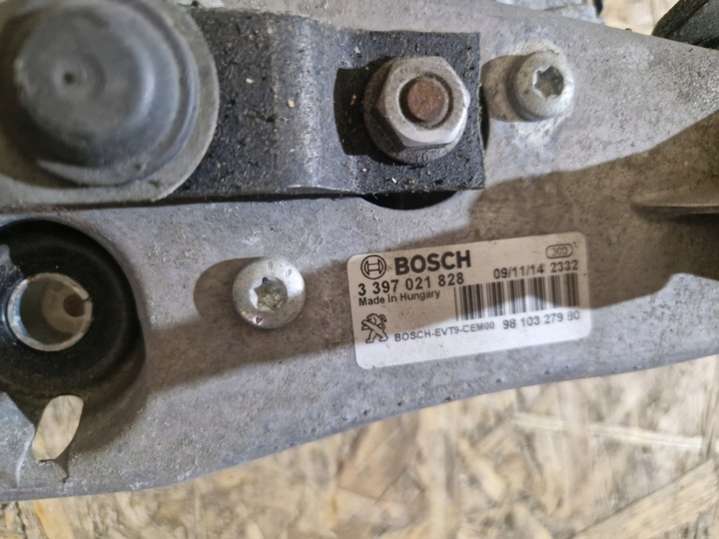 BOSCH
3 397 021 828 09/11/14 2332
Made in Hungary
BOSCH-EVT9-CEM00 98 103 279 80